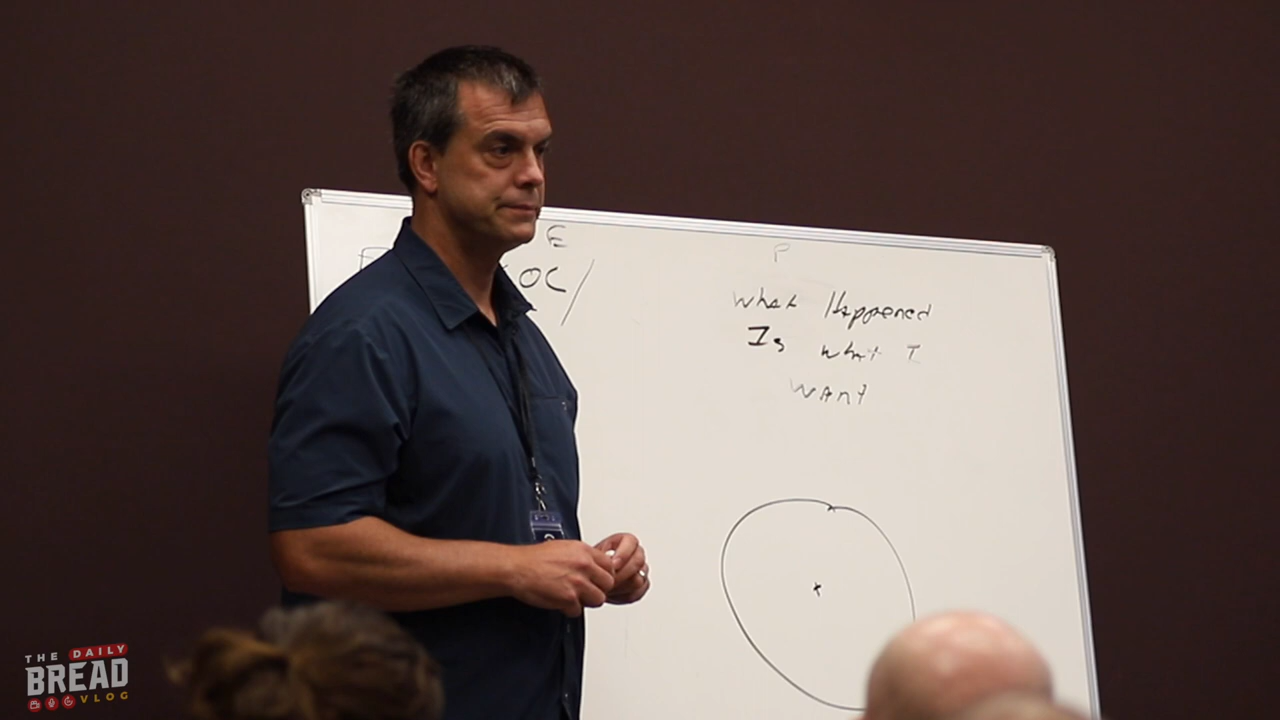 E
P
OC/
What Happened
Is what I
want
THE DAILY
BREAD
VLOG